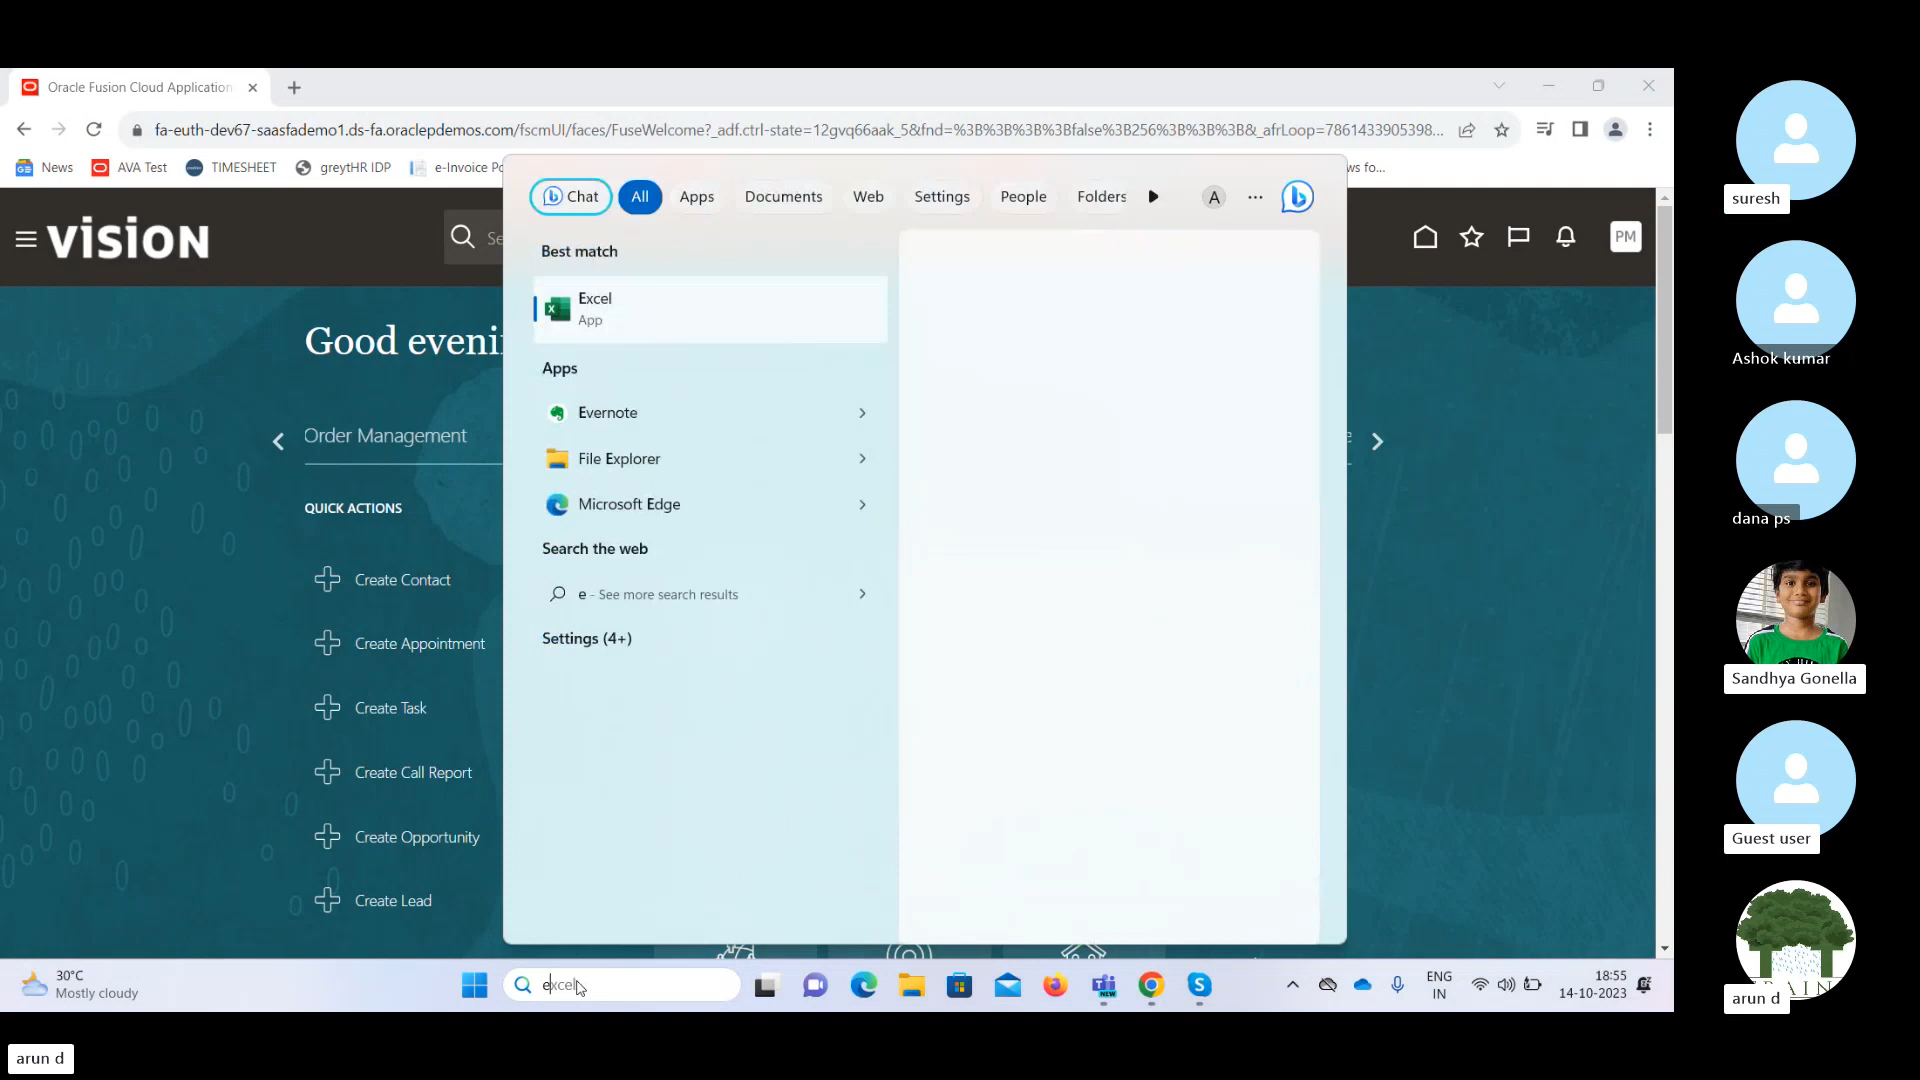 Oracle Fusion Cloud Application
fa-euth-dev67-saasfademo1.ds-fa.oraclepdemos.com/fscmUI/faces/FuseWelcome?_adf.ctrl-state=12gvq66aak_5&fnd=%3B%3B%3B%3Bfalse%3B256%3B%3B%3B&_afrLoop=7861433905398...
News
AVA Test
TIMESHEET
greytHR IDP
e-Invoice Po
ws fo...
Chat
All
Apps
Documents
Web
Settings
People
Folders
A
Best match
Excel
App
Apps
Evernote
File Explorer
Microsoft Edge
Search the web
e - See more search results
Settings (4+)
VISION
Se
PM
Good eveni
Order Management
e
QUICK ACTIONS
Create Contact
Create Appointment
Create Task
Create Call Report
Create Opportunity
Create Lead
30°C
Mostly cloudy
excel
NEW
S
ENG
IN
18:55
14-10-2023
suresh
Ashok kumar
dana ps
Sandhya Gonella
Guest user
arun d
arun d